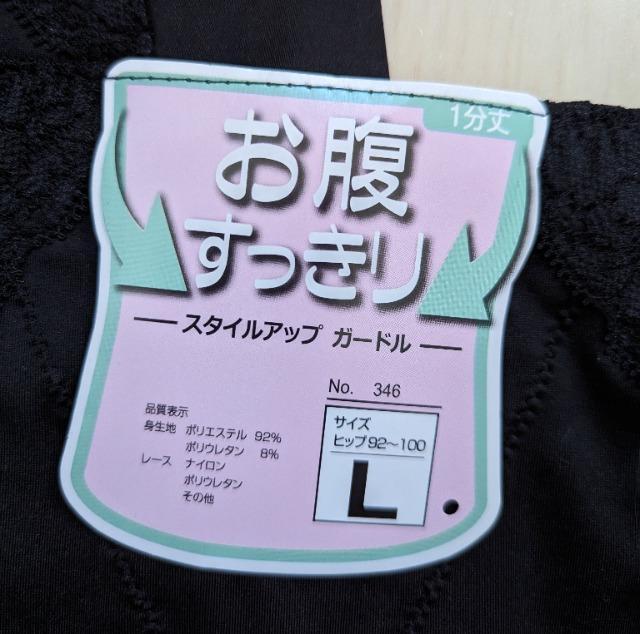 1分丈
お腹
すっきり
スタイルアップ ガードル
No. 346
サイズ
ヒップ92〜100
L
品質表示
身生地 ポリエステル 92%
ポリウレタン 8%
レース ナイロン
ポリウレタン
その他